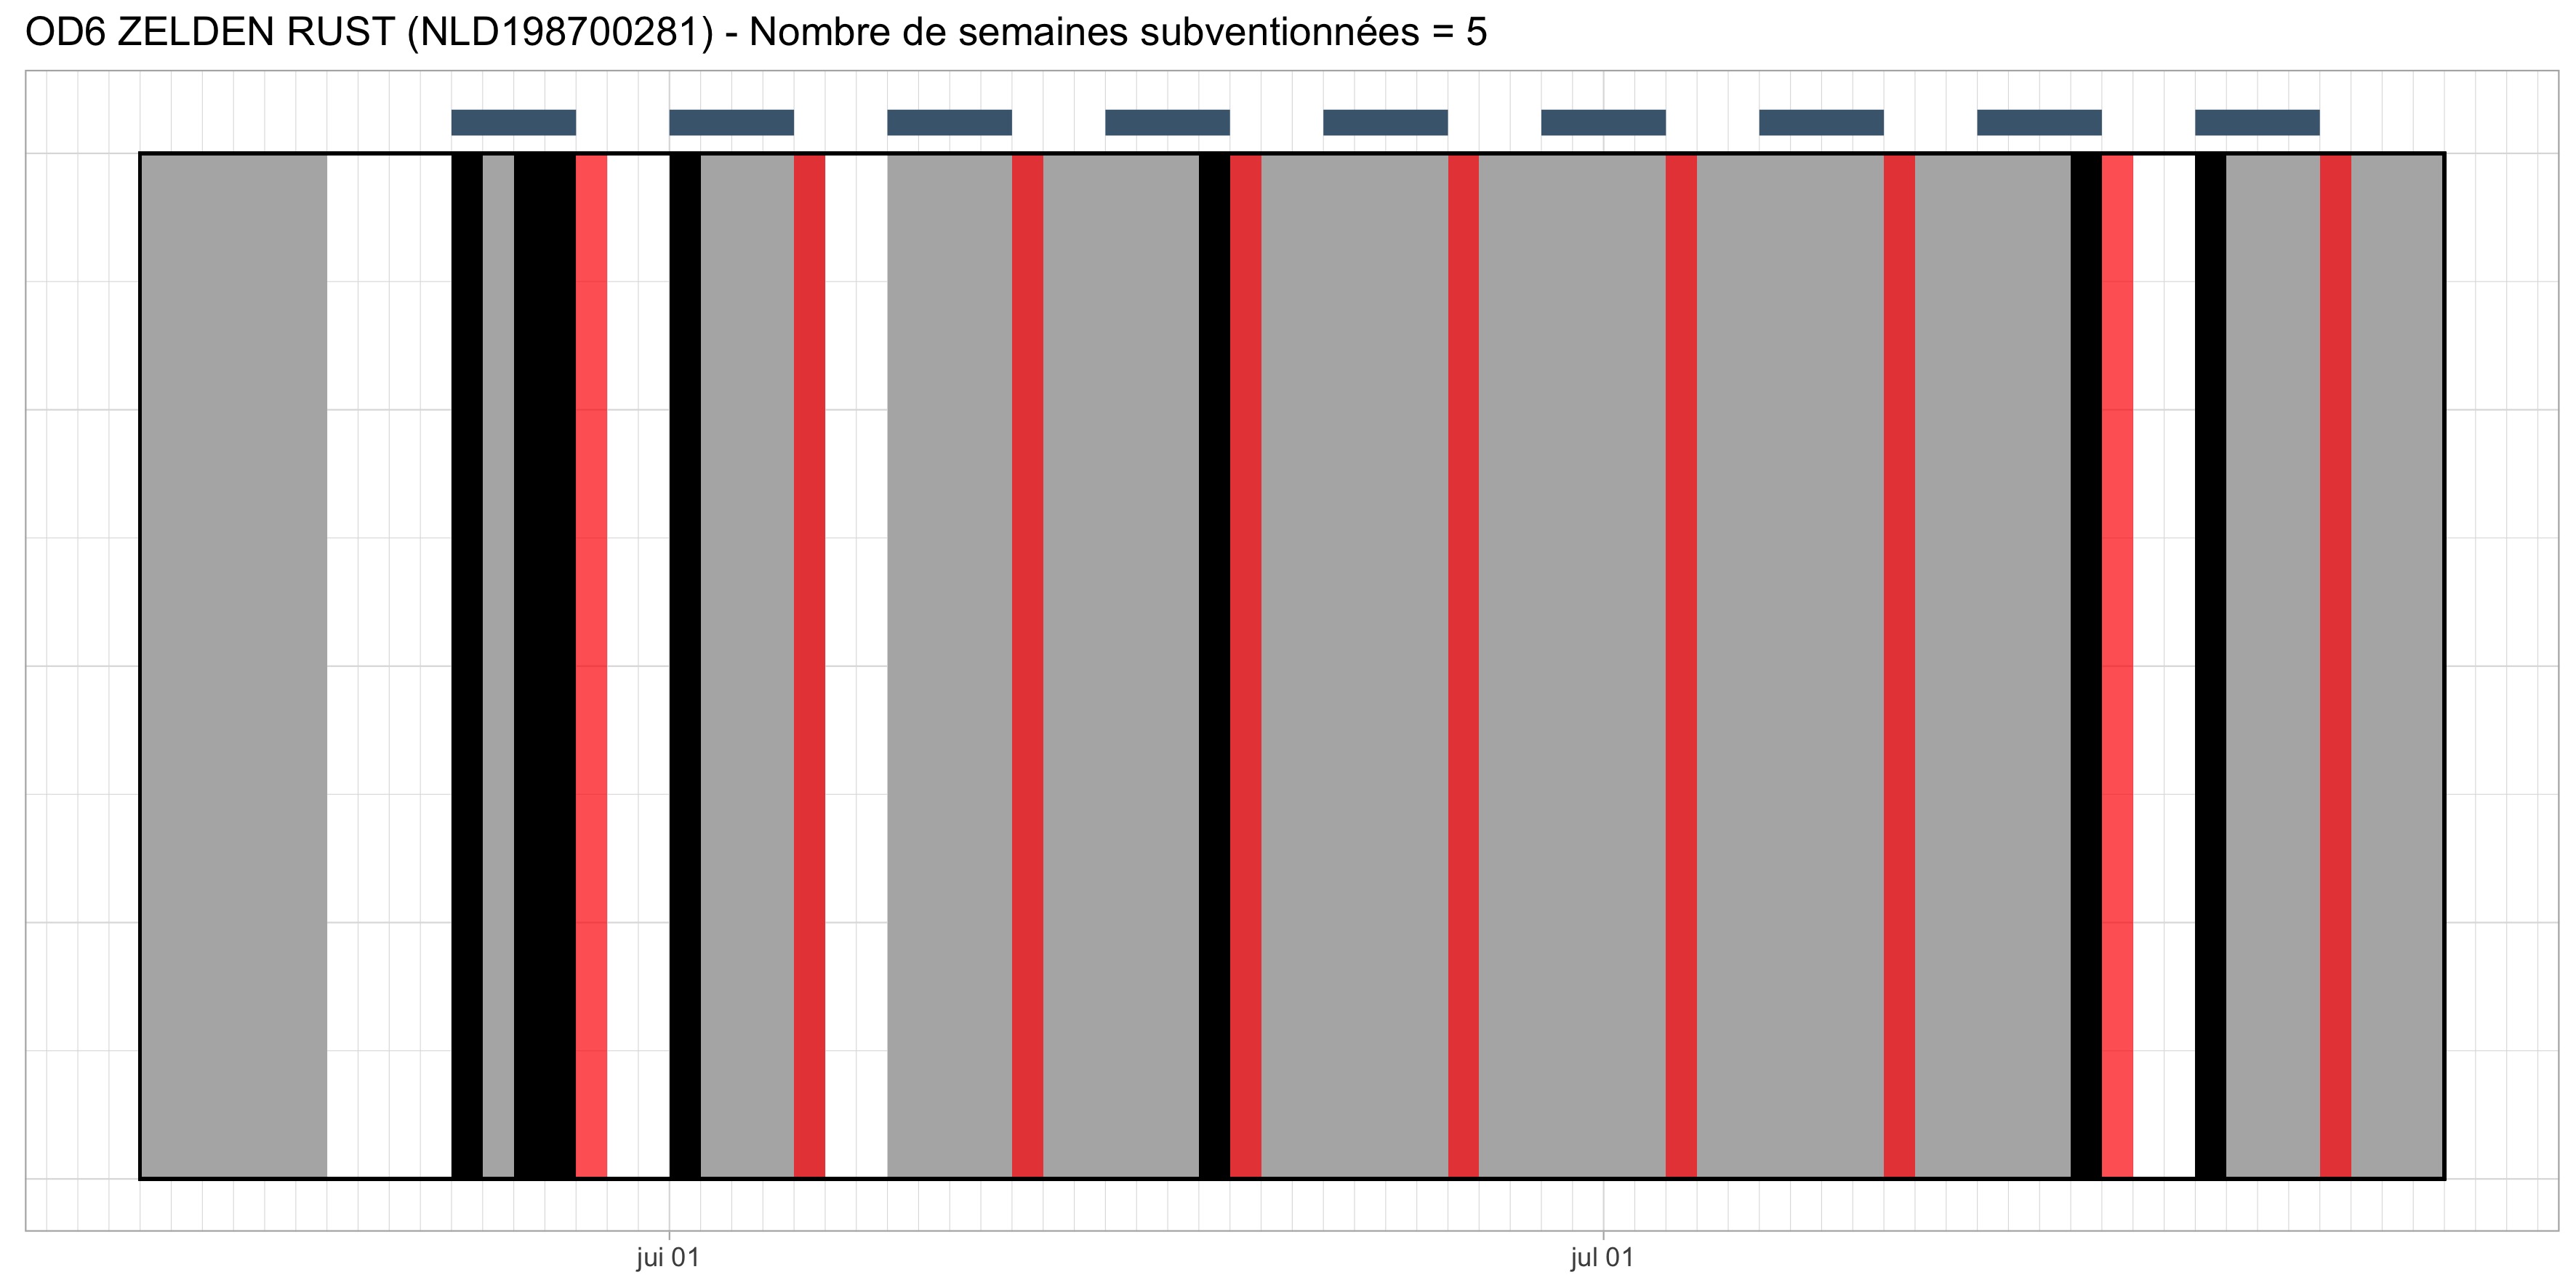 OD6 ZELDEN RUST (NLD198700281) - Nombre de semaines subventionnées = 5
jui 01
jul 01